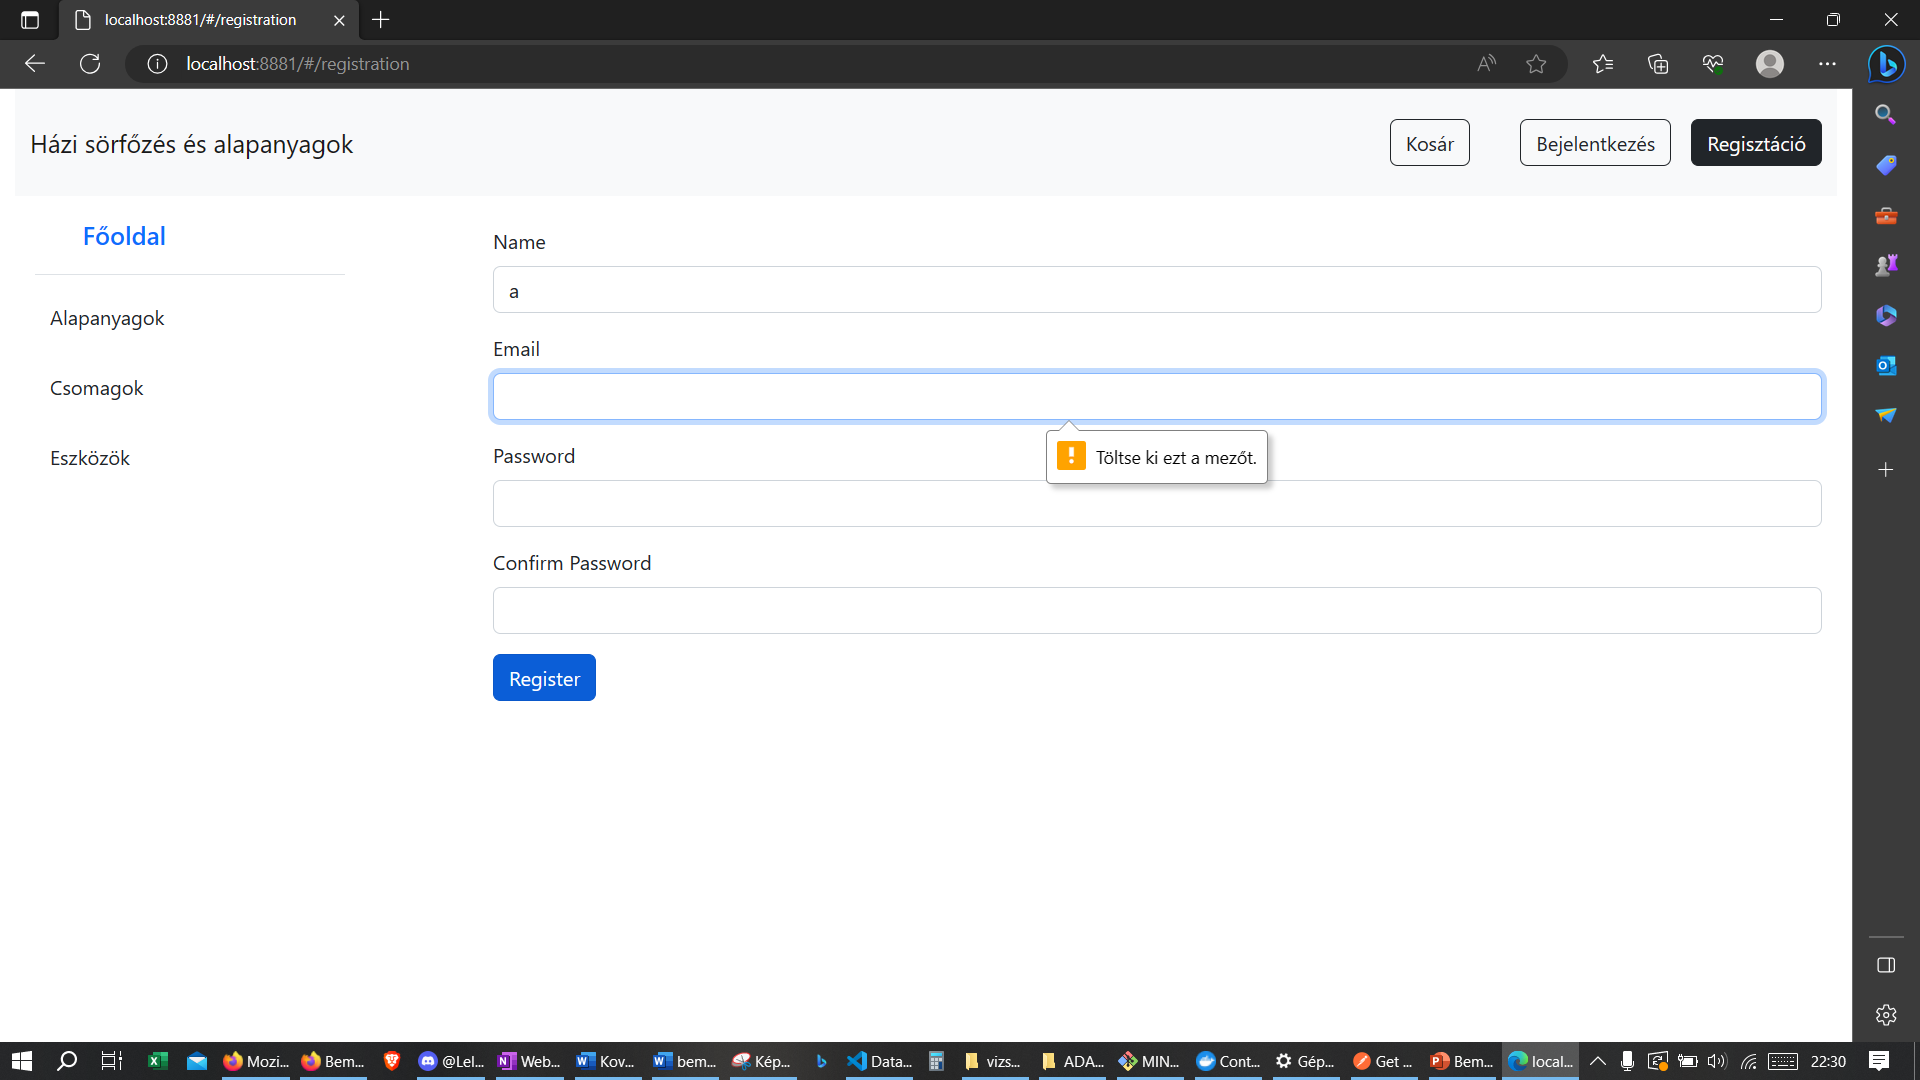 localhost:8881/#/registration
localhost:8881/#/registration
Házi sörfőzés és alapanyagok
Kosár
Bejelentkezés
Regisztáció
Főoldal
Alapanyagok
Csomagok
Eszközök
Name
a
Email
Töltse ki ezt a mezőt.
Password
Confirm Password
Register
Mozi...
Bem...
@Lel...
Web...
Kov...
bem...
Kép...
Data...
vizs...
ADA...
MIN...
Cont...
Gép...
Get ...
Bem...
local...
22:30